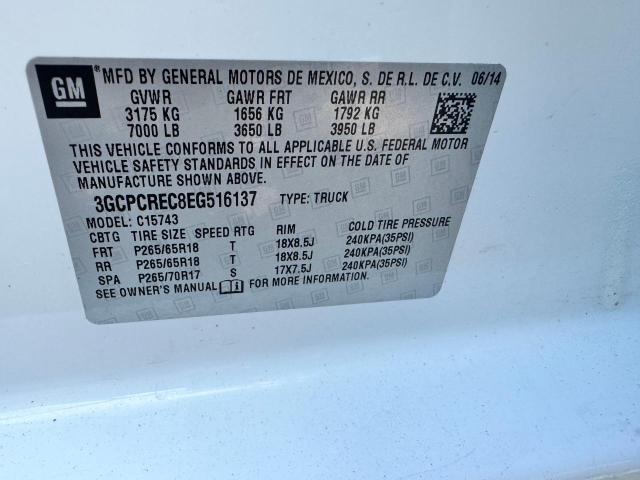 GM ® MFD BY GENERAL MOTORS DE MEXICO, S. DE R.L. DE C.V. 06/14
GVWR GAWR FRT GAWR RR
3175 KG 1656 KG 1792 KG
7000 LB 3650 LB 3950 LB
THIS VEHICLE CONFORMS TO ALL APPLICABLE U.S. FEDERAL MOTOR
VEHICLE SAFETY STANDARDS IN EFFECT ON THE DATE OF
MANUFACTURE SHOWN ABOVE.
3GCPCREC8EG516137 TYPE: TRUCK
MODEL: C15743
CBTG TIRE SIZE SPEED RTG RIM COLD TIRE PRESSURE
FRT P265/65R18 T 18X8.5J 240KPA(35PSI)
RR P265/65R18 T 18X8.5J 240KPA(35PSI)
SPA P265/70R17 S 17X7.5J 240KPA(35PSI)
SEE OWNER'S MANUAL FOR MORE INFORMATION.